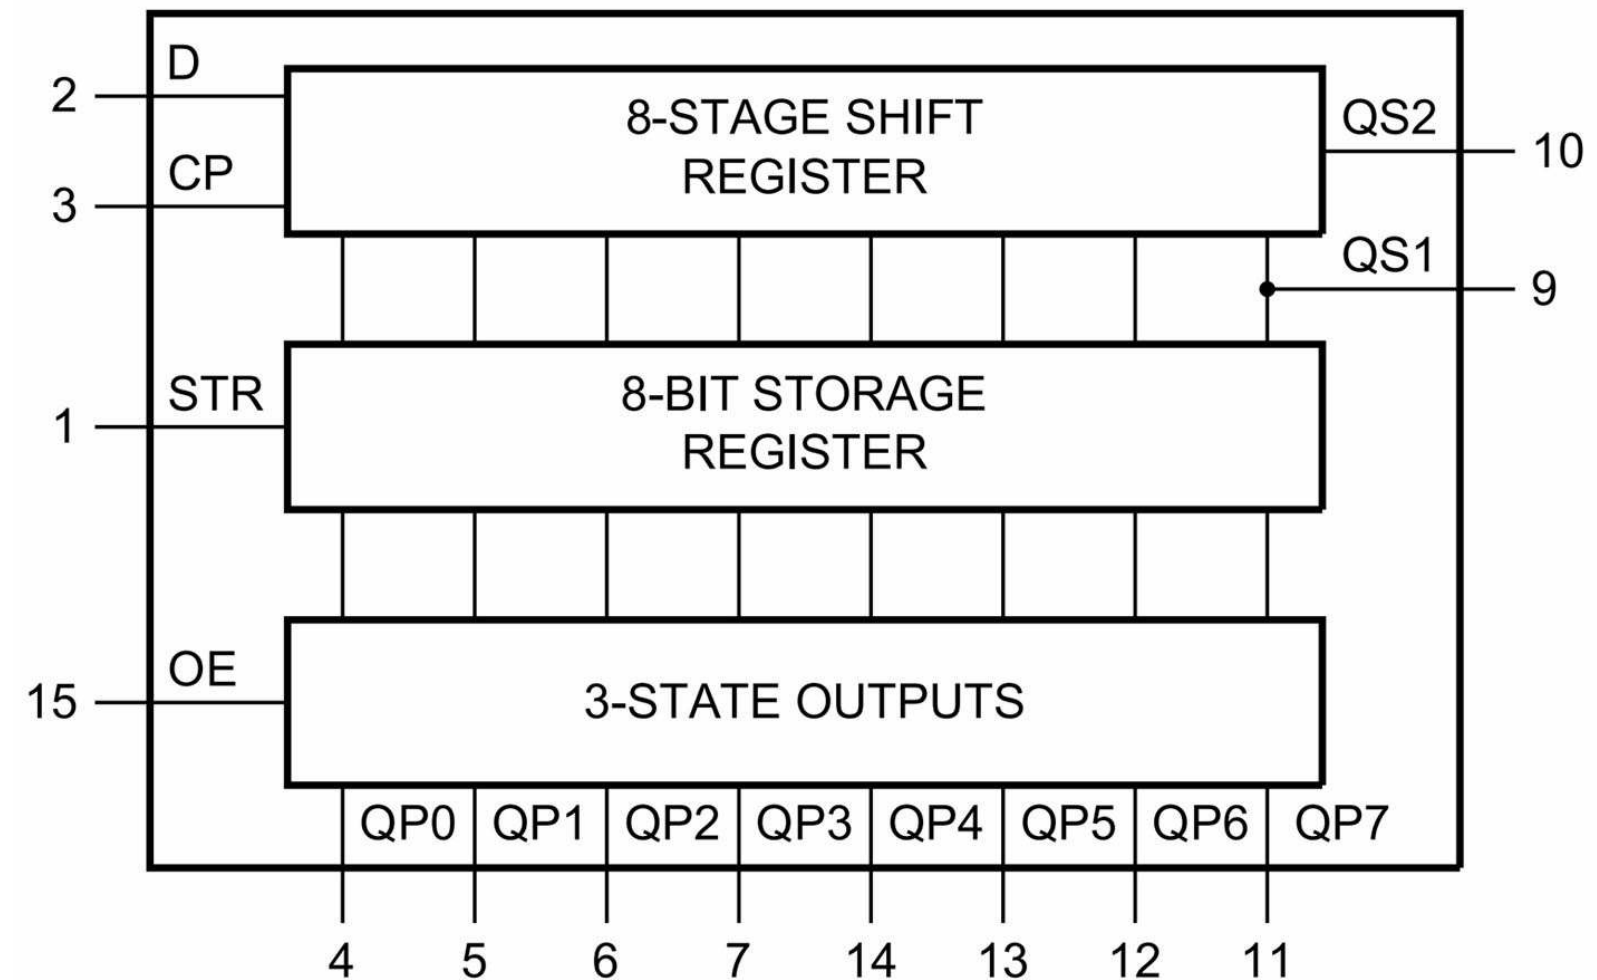 D
2
8-STAGE SHIFT
REGISTER
QS2
10
CP
3
QS1
9
STR
1
8-BIT STORAGE
REGISTER
OE
15
3-STATE OUTPUTS
QP0 QP1 QP2 QP3 QP4 QP5 QP6 QP7
4 5 6 7 14 13 12 11